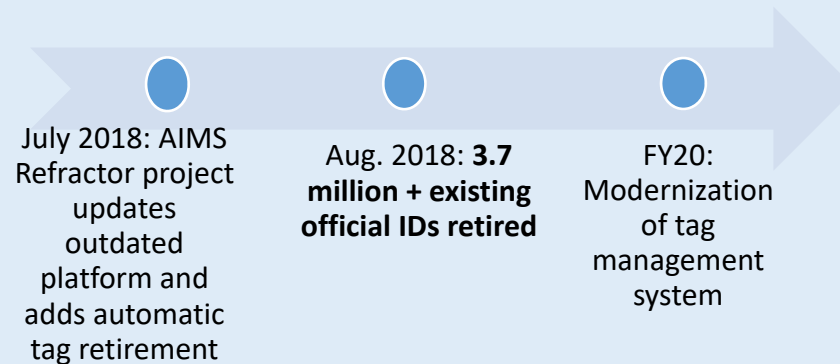 July 2018: AIMS
Refractor project
updates
outdated
platform and
adds automatic
tag retirement
Aug. 2018: 3.7
million + existing
official IDs retired
FY20:
Modernization
of tag
management
system